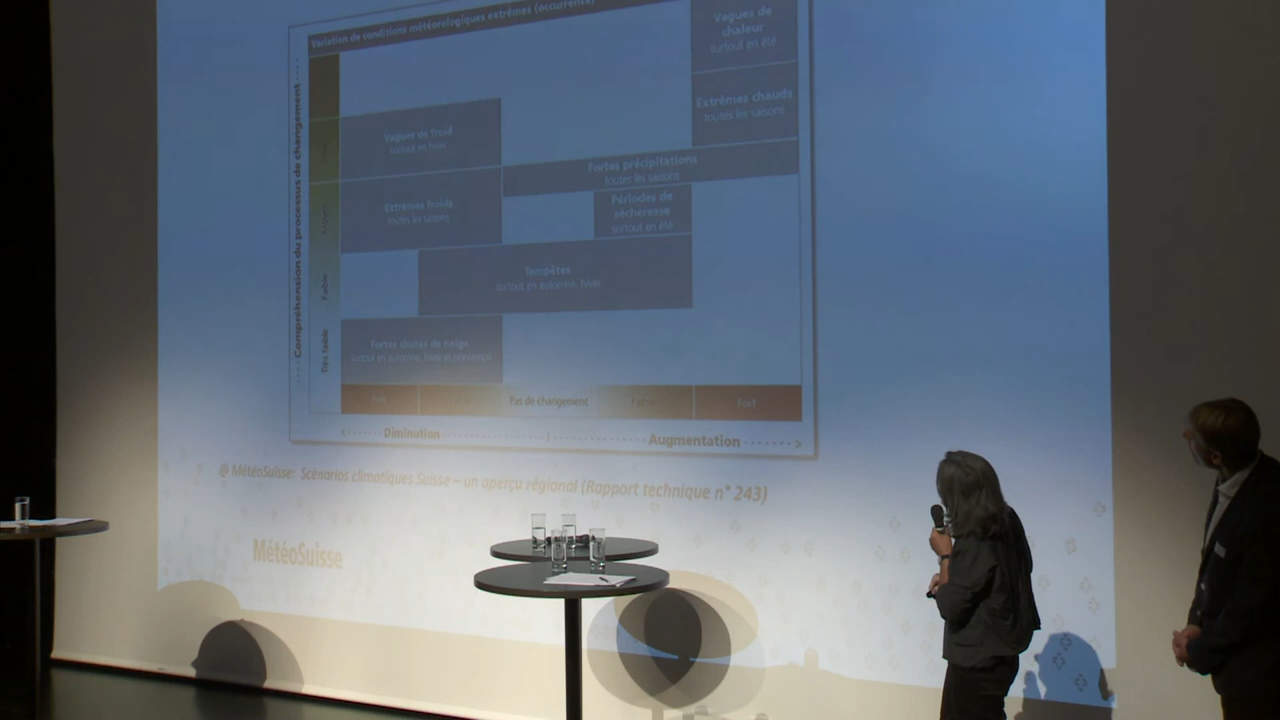 Variation de conditions météorologiques extrêmes (occurrence)
Compréhension du processus de changement
Vagues de
chaleur
surtout en été
Extrêmes chauds
toutes les saisons
Vagues de froid
surtout en hiver
Fortes précipitations
toutes les saisons
Extrêmes froids
toutes les saisons
Périodes de
sécheresse
surtout en été
Moyen
Tempêtes
surtout en automne, hiver
Faible
Fortes chutes de neige
surtout en automne, hiver et printemps
Très faible
Fort
Pas de changement
Faible
Fort
Diminution
Augmentation
@ MétéoSuisse: Scénarios climatiques Suisse – un aperçu régional (Rapport technique n° 243)
MétéoSuisse